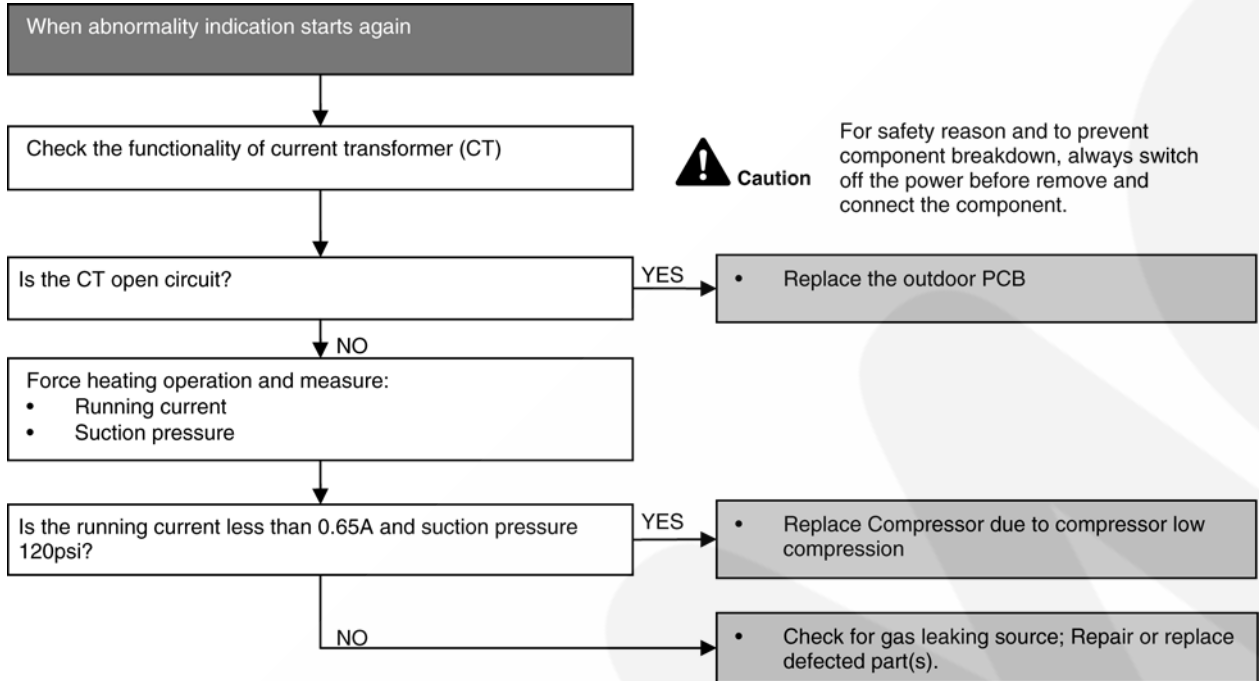 When abnormality indication starts again
Check the functionality of current transformer (CT)
For safety reason and to prevent
component breakdown, always switch
off the power before remove and
connect the component.
Caution
Is the CT open circuit?
YES
• Replace the outdoor PCB
NO
Force heating operation and measure:
• Running current
• Suction pressure
Is the running current less than 0.65A and suction pressure
120psi?
YES
• Replace Compressor due to compressor low
compression
NO
• Check for gas leaking source; Repair or replace
defected part(s).